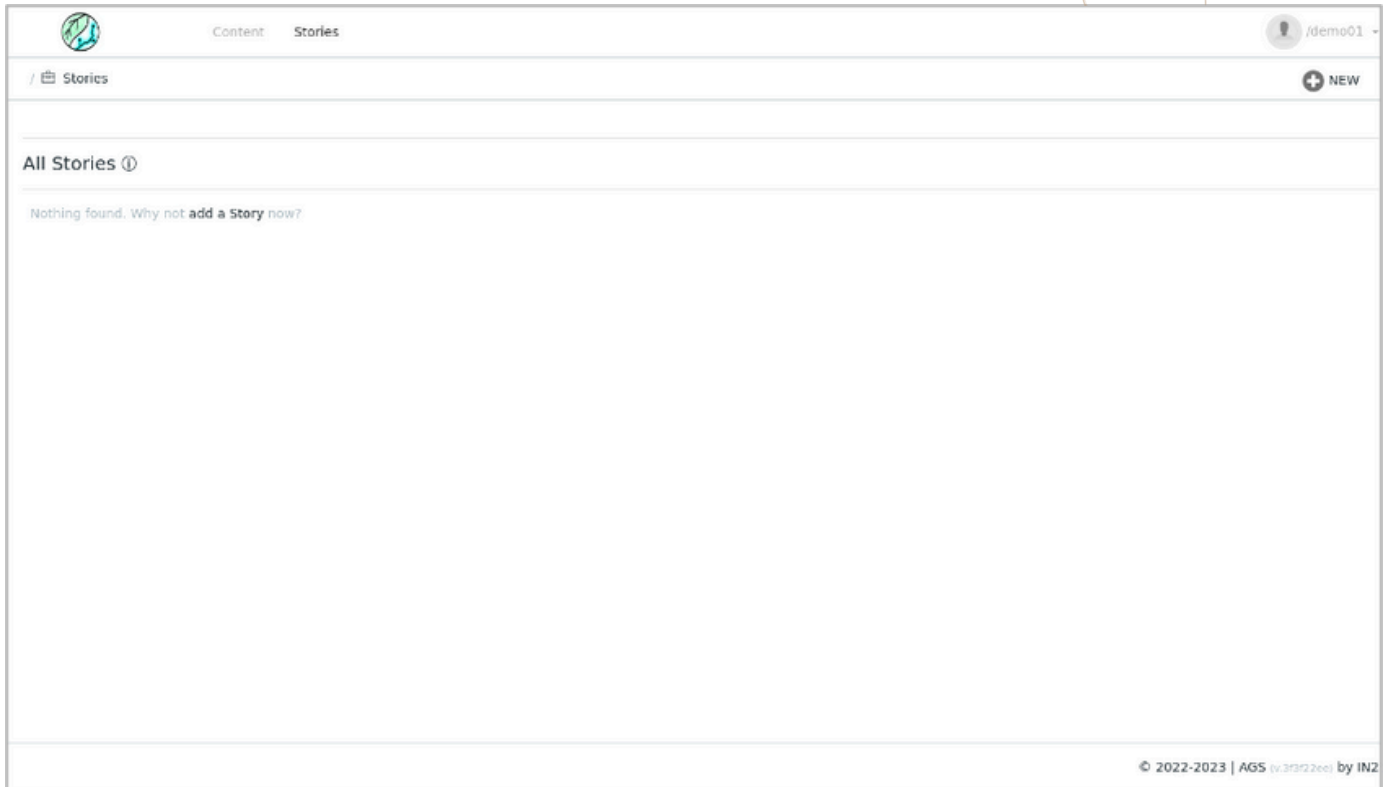 Content Stories /demo01
/ Stories NEW
All Stories
Nothing found. Why not add a Story now?
© 2022-2023 | AGS (v.3f3f22ee) by IN2